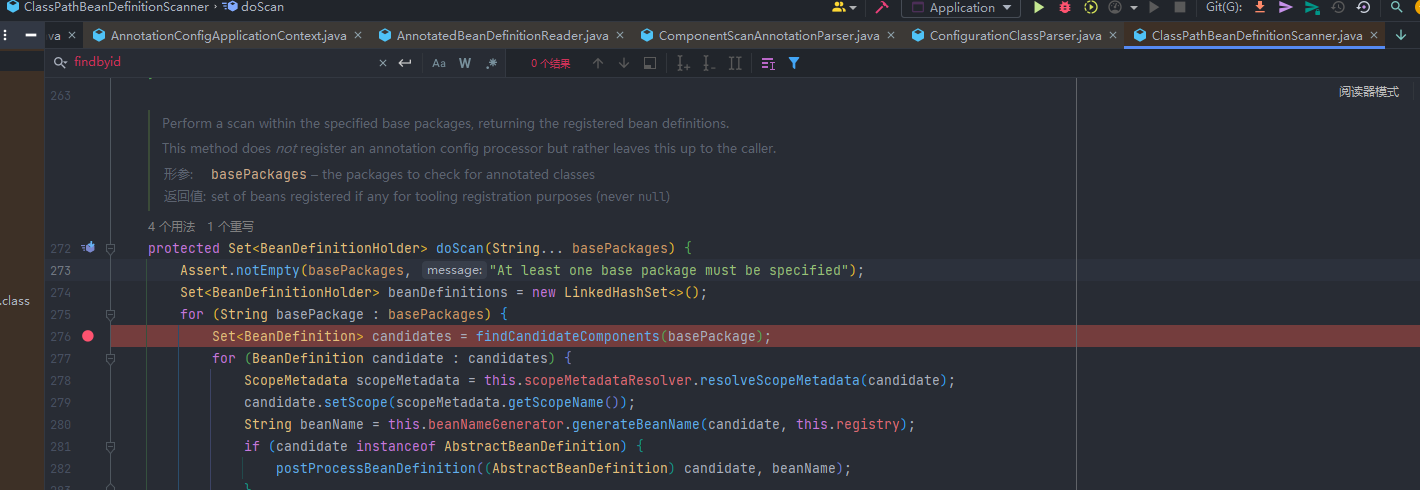 ClassPathBeanDefinitionScanner › doScan
Application
Git(G):
ava × AnnotationConfigApplicationContext.java × AnnotatedBeanDefinitionReader.java × ComponentScanAnnotationParser.java × ConfigurationClassParser.java × ClassPathBeanDefinitionScanner.java ×
findbyid × Aa W .* 0 个结果
263 阅读器模式
Perform a scan within the specified base packages, returning the registered bean definitions.
This method does not register an annotation config processor but rather leaves this up to the caller.
形参: basePackages – the packages to check for annotated classes
返回值: set of beans registered if any for tooling registration purposes (never null)
4 个用法 1 个重写
272 protected Set<BeanDefinitionHolder> doScan(String... basePackages) {
273 Assert.notEmpty(basePackages, message: "At least one base package must be specified");
274 Set<BeanDefinitionHolder> beanDefinitions = new LinkedHashSet<>();
.class
275 for (String basePackage : basePackages) {
276 Set<BeanDefinition> candidates = findCandidateComponents(basePackage);
277 for (BeanDefinition candidate : candidates) {
278 ScopeMetadata scopeMetadata = this.scopeMetadataResolver.resolveScopeMetadata(candidate);
279 candidate.setScope(scopeMetadata.getScopeName());
280 String beanName = this.beanNameGenerator.generateBeanName(candidate, this.registry);
281 if (candidate instanceof AbstractBeanDefinition) {
282 postProcessBeanDefinition((AbstractBeanDefinition) candidate, beanName);
283 }